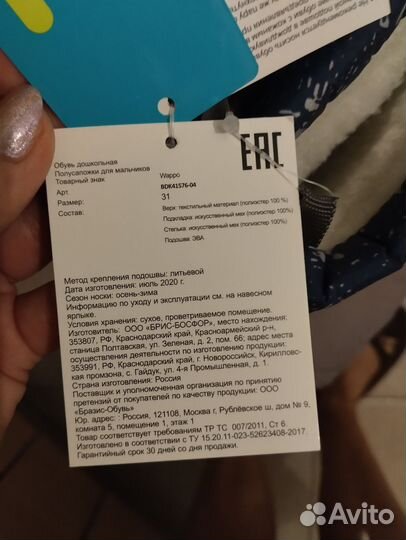 Не рекомендуется
носить обувь
EAC
Обувь дошкольная
Полусапожки для мальчиков
Товарный знак Wappo
Арт. BDK41576-04
Размер: 31
Состав: Верх: текстильный материал (полиэстер 100 %)
Подкладка: искусственный мех (полиэстер 100%)
Стелька: искусственный мех (полиэстер 100%)
Подошва: ЭВА
Метод крепления подошвы: литьевой
Дата изготовления: июль 2020 г.
Сезон носки: осень-зима
Информацию по уходу и эксплуатации см. на навесном
ярлыке.
Условия хранения: сухое, проветриваемое помещение.
Изготовитель: ООО «БРИС-БОСФОР», место нахождения:
353807, РФ, Краснодарский край, Красноармейский р-н,
станица Полтавская, ул. Зеленая, д. 2, пом. 66; адрес места
осуществления деятельности по изготовлению продукции:
353991, РФ, Краснодарский край, г. Новороссийск, Кирилловс-
кая промзона, с. Гайдук, ул. 4-я Промышленная, д. 1.
Страна изготовления: Россия
Поставщик и уполномоченная организация по принятию
претензий от покупателей по качеству продукции: ООО
«Бразис-Обувь»
Юр. адрес: : Россия, 121108, Москва г, Рублёвское ш, дом № 9,
комната 5, помещение 1, этаж 1
Товар соответствует требованиям ТР ТС 007/2011, Ст 6.
Изготовлено в соответствии с ТУ 15.20.11-023-52623408-2017.
Гарантийный срок 30 дней со дня продажи.
Avito